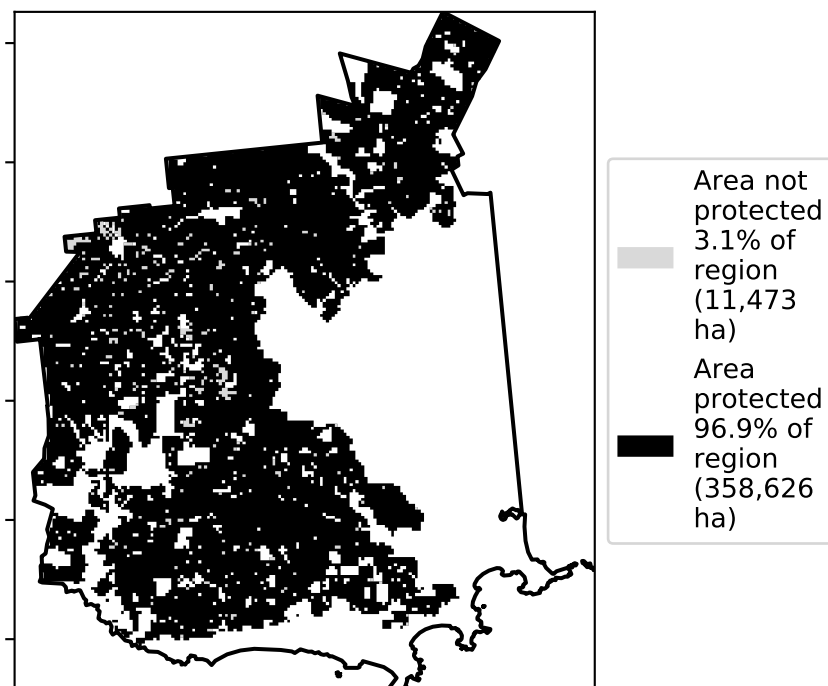 Area not
protected
3.1% of
region
(11,473
ha)
Area
protected
96.9% of
region
(358,626
ha)